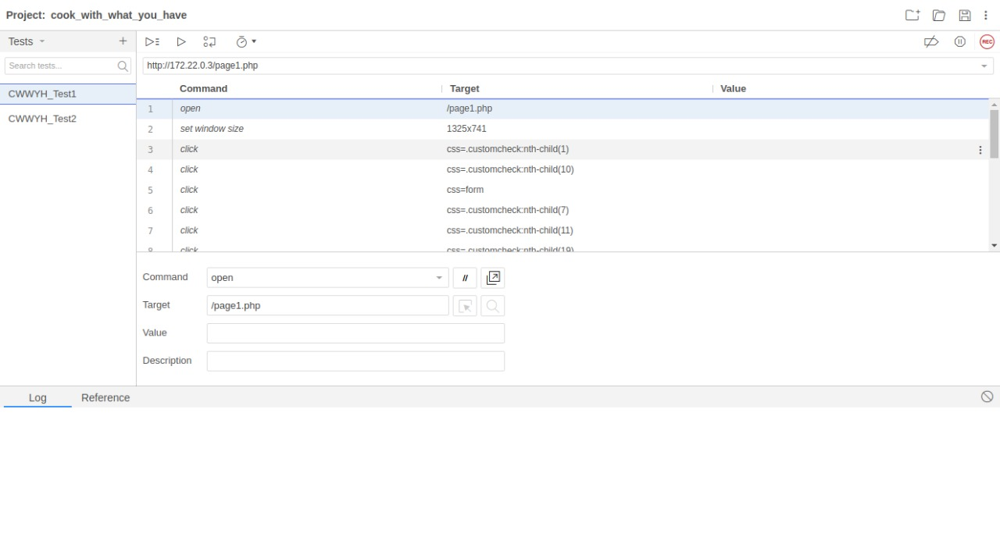 Project: cook_with_what_you_have
Tests
REC
Search tests...
http://172.22.0.3/page1.php
Command Target Value
CWWYH_Test1
CWWYH_Test2
1 open /page1.php
2 set window size 1325x741
3 click css=.customcheck:nth-child(1)
4 click css=.customcheck:nth-child(10)
5 click css=form
6 click css=.customcheck:nth-child(7)
7 click css=.customcheck:nth-child(11)
8 click css=.customcheck:nth-child(19)
Command open //
Target /page1.php
Value
Description
Log Reference